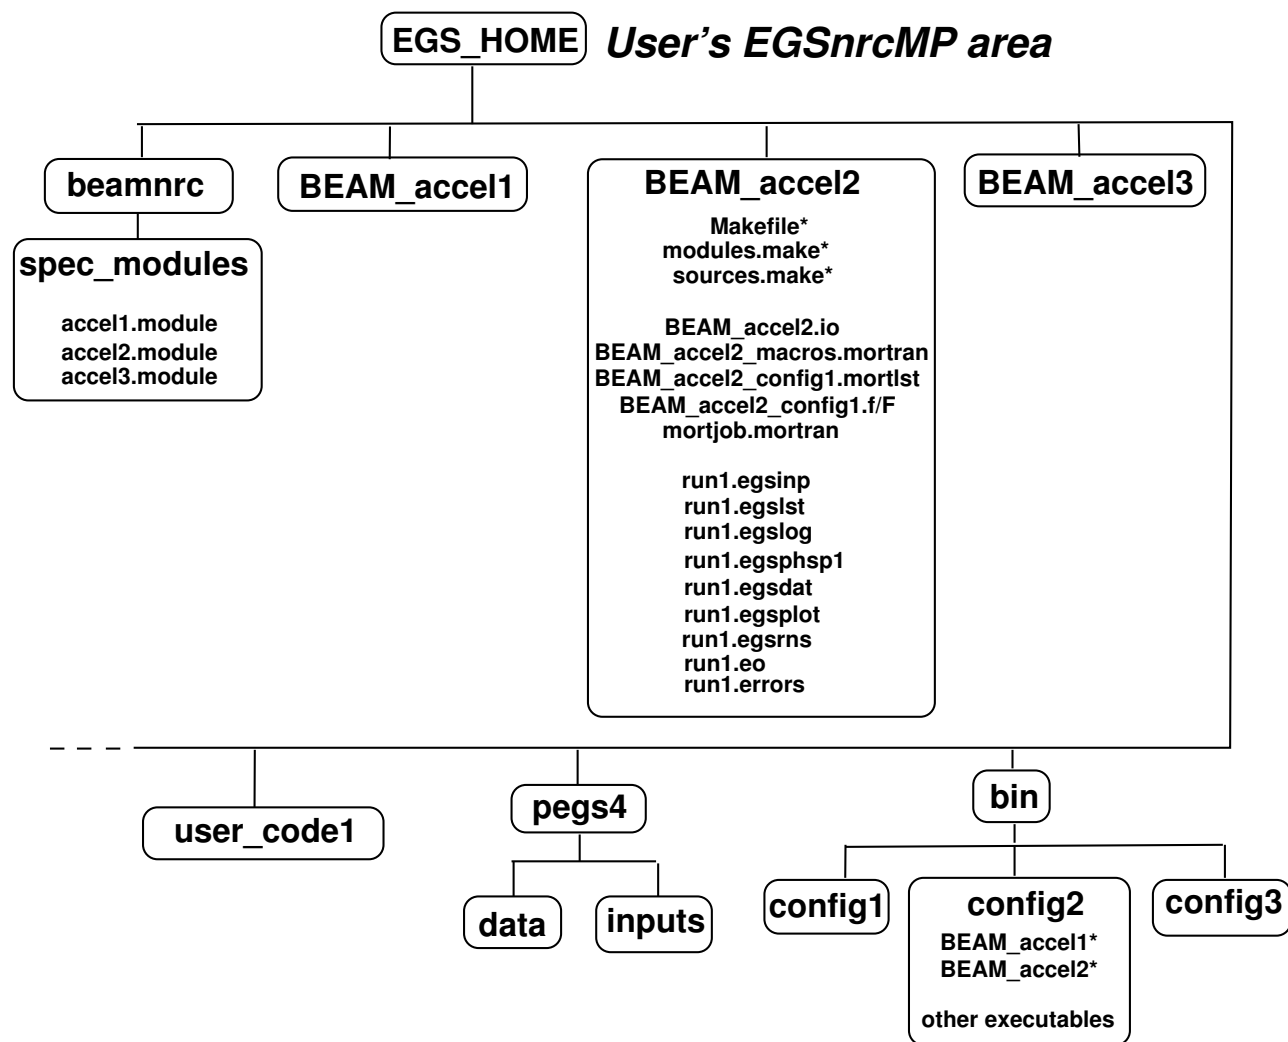 EGS_HOME User's EGSnrcMP area
beamnrc
BEAM_accel1
BEAM_accel2
BEAM_accel3
spec_modules
accel1.module
accel2.module
accel3.module
Makefile*
modules.make*
sources.make*
BEAM_accel2.io
BEAM_accel2_macros.mortran
BEAM_accel2_config1.mortlst
BEAM_accel2_config1.f/F
mortjob.mortran
run1.egsinp
run1.egslst
run1.egslog
run1.egsphsp1
run1.egsdat
run1.egsplot
run1.egsrns
run1.eo
run1.errors
user_code1
pegs4
bin
data
inputs
config1
config2
config3
BEAM_accel1*
BEAM_accel2*
other executables